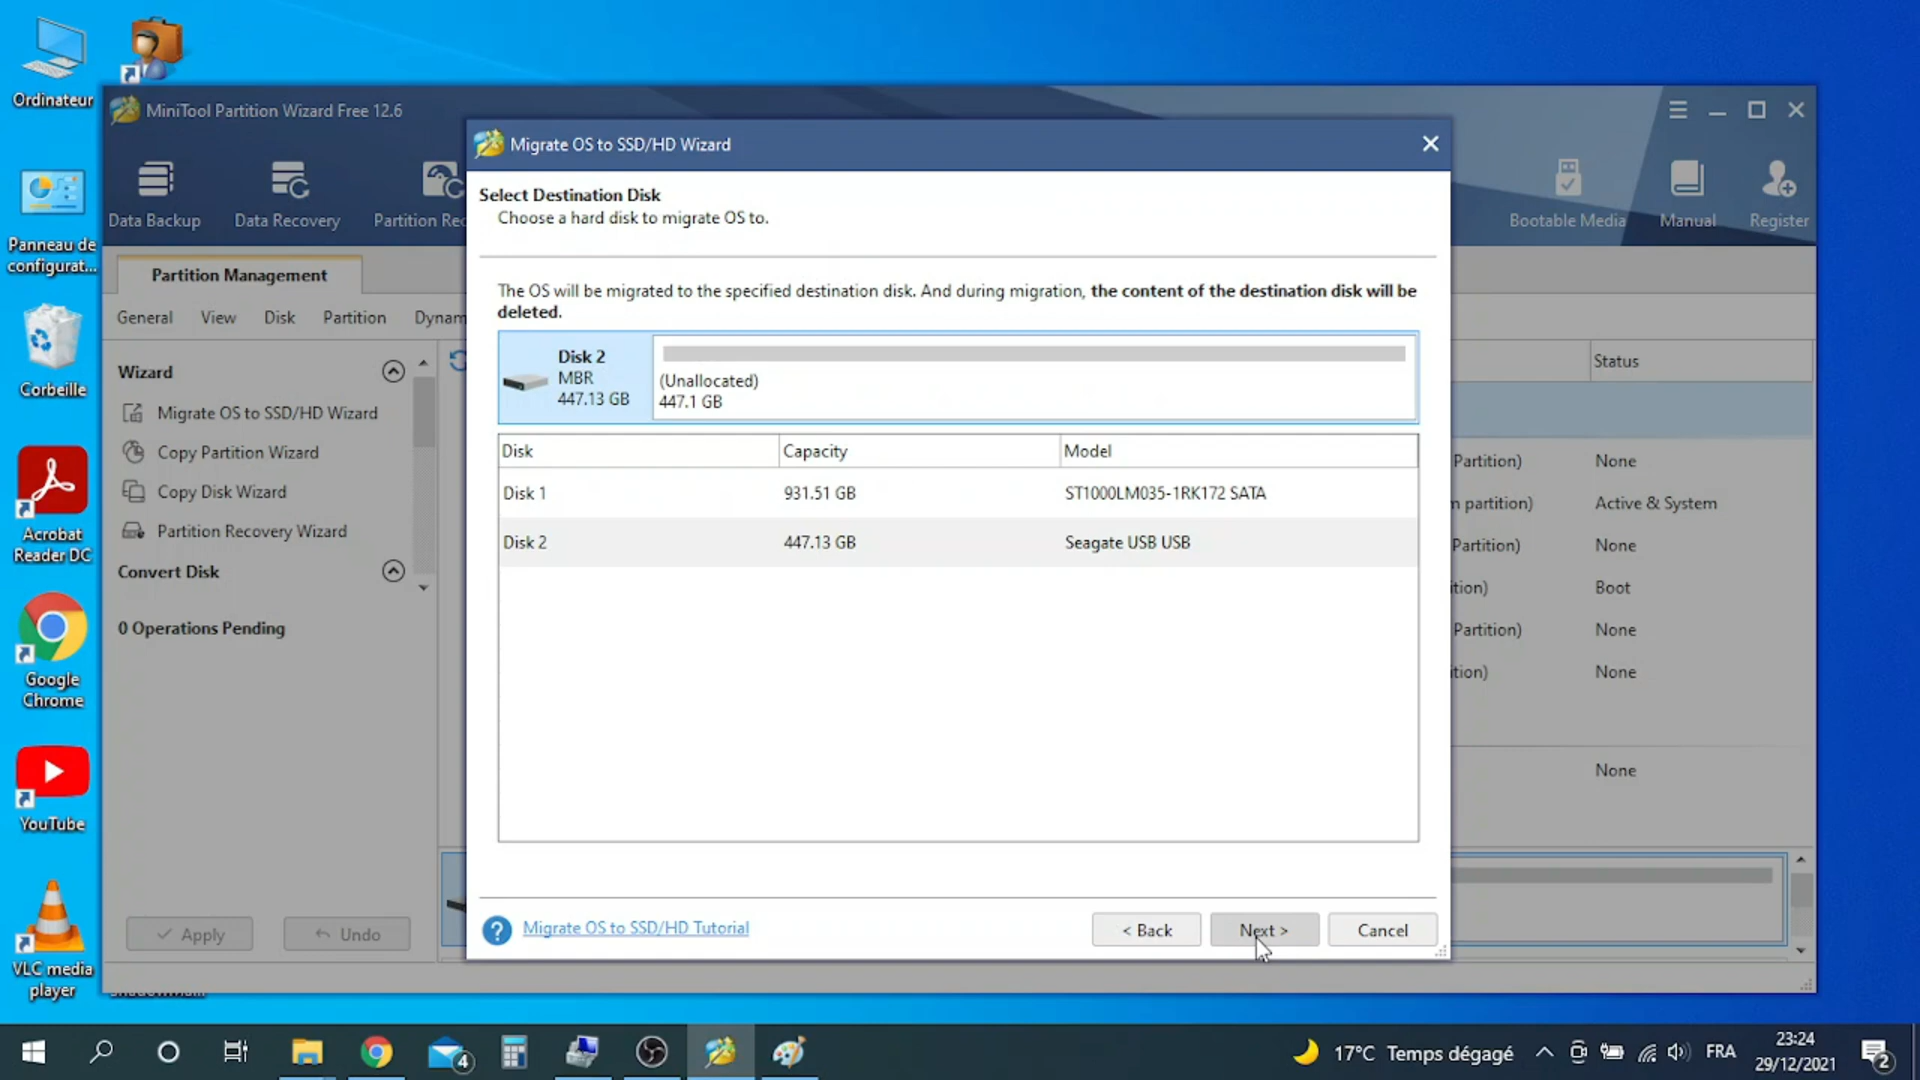 Ordinateur
Panneau de
configurat...
Corbeille
Acrobat
Reader DC
Google
Chrome
YouTube
VLC media
player
MiniTool Partition Wizard Free 12.6
Data Backup
Data Recovery
Partition Rec
Bootable Media
Manual
Register
Partition Management
General
View
Disk
Partition
Dynam
Wizard
Migrate OS to SSD/HD Wizard
Copy Partition Wizard
Copy Disk Wizard
Partition Recovery Wizard
Convert Disk
0 Operations Pending
Apply
Undo
Migrate OS to SSD/HD Wizard
Select Destination Disk
Choose a hard disk to migrate OS to.
The OS will be migrated to the specified destination disk. And during migration, the content of the destination disk will be
deleted.
Disk 2
MBR
447.13 GB
(Unallocated)
447.1 GB
Disk Capacity Model
Disk 1 931.51 GB ST1000LM035-1RK172 SATA
Disk 2 447.13 GB Seagate USB USB
Migrate OS to SSD/HD Tutorial
< Back
Next >
Cancel
Status
Partition) None
n partition) Active & System
Partition) None
ition) Boot
Partition) None
ition) None
None
4
17°C Temps dégagé
FRA
23:24
29/12/2021
2